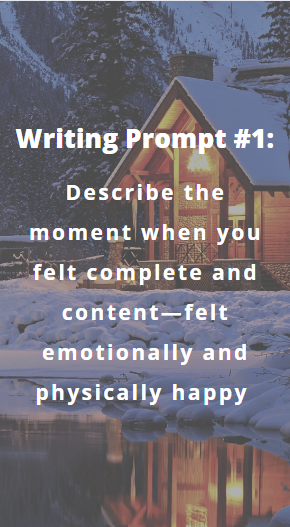 Writing Prompt #1:
Describe the
moment when you
felt complete and
content—felt
emotionally and
physically happy